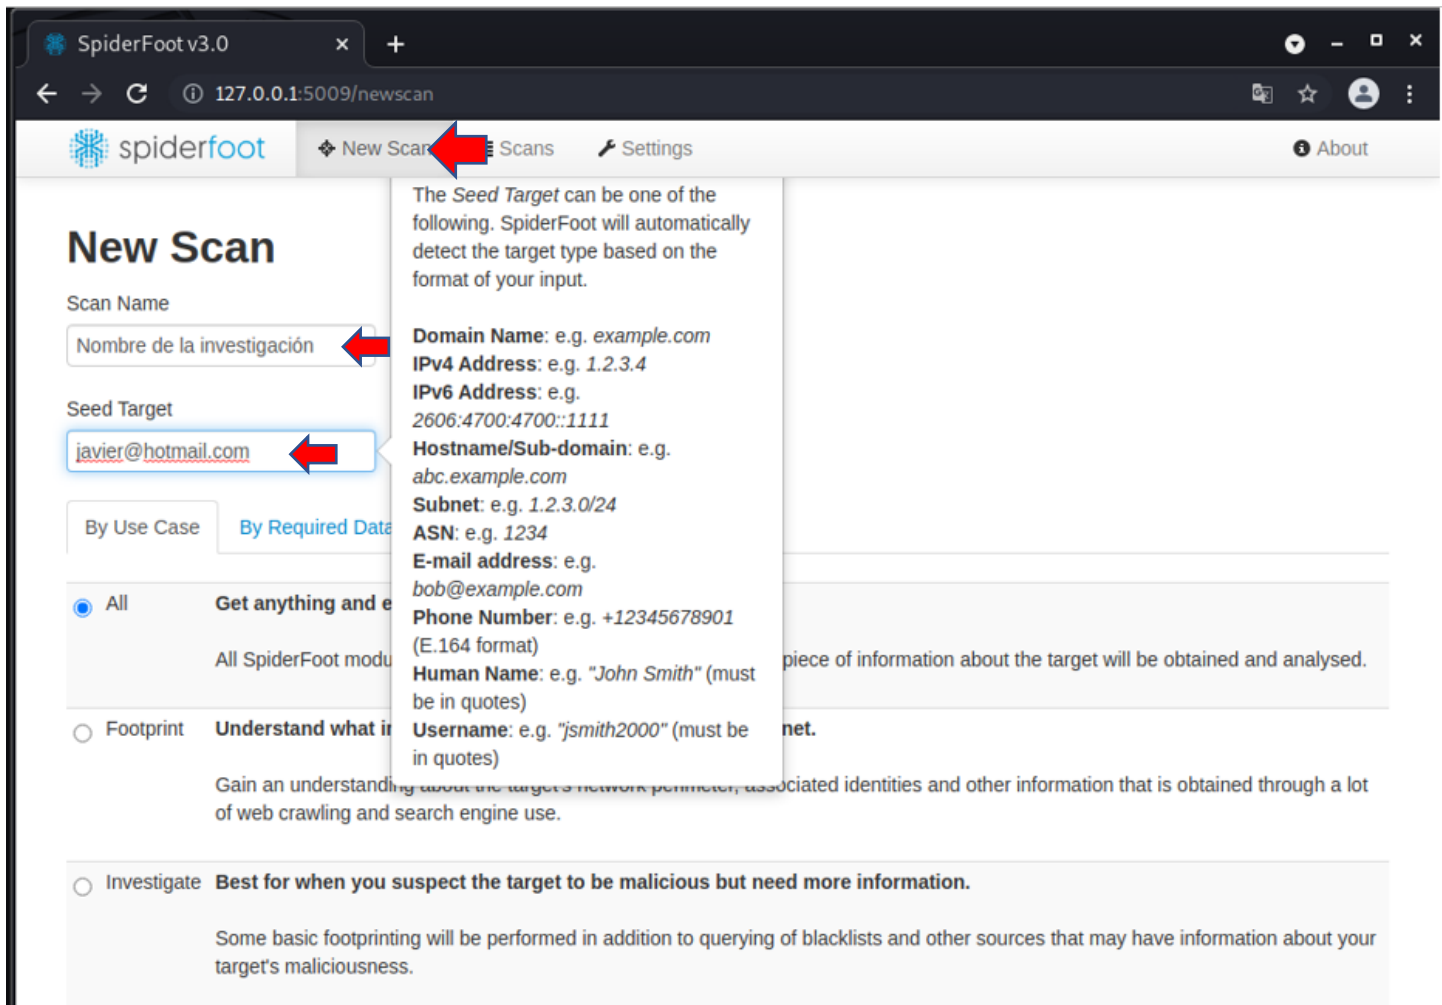 SpiderFoot v3.0
127.0.0.1:5009/newscan
spiderfoot
New Scan
Scans
Settings
About
The Seed Target can be one of the
following. SpiderFoot will automatically
detect the target type based on the
format of your input.
New Scan
Scan Name
Nombre de la investigación
Seed Target
javier@hotmail.com
Domain Name: e.g. example.com
IPv4 Address: e.g. 1.2.3.4
IPv6 Address: e.g.
2606:4700:4700::1111
Hostname/Sub-domain: e.g.
abc.example.com
Subnet: e.g. 1.2.3.0/24
ASN: e.g. 1234
E-mail address: e.g.
bob@example.com
Phone Number: e.g. +12345678901
(E.164 format)
Human Name: e.g. "John Smith" (must
be in quotes)
Username: e.g. "jsmith2000" (must be
in quotes)
By Use Case
By Required Data
All
Get anything and e
All SpiderFoot modu
piece of information about the target will be obtained and analysed.
Footprint
Understand what i
net.
Gain an understanding about the target's network perimeter, associated identities and other information that is obtained through a lot
of web crawling and search engine use.
Investigate
Best for when you suspect the target to be malicious but need more information.
Some basic footprinting will be performed in addition to querying of blacklists and other sources that may have information about your
target's maliciousness.